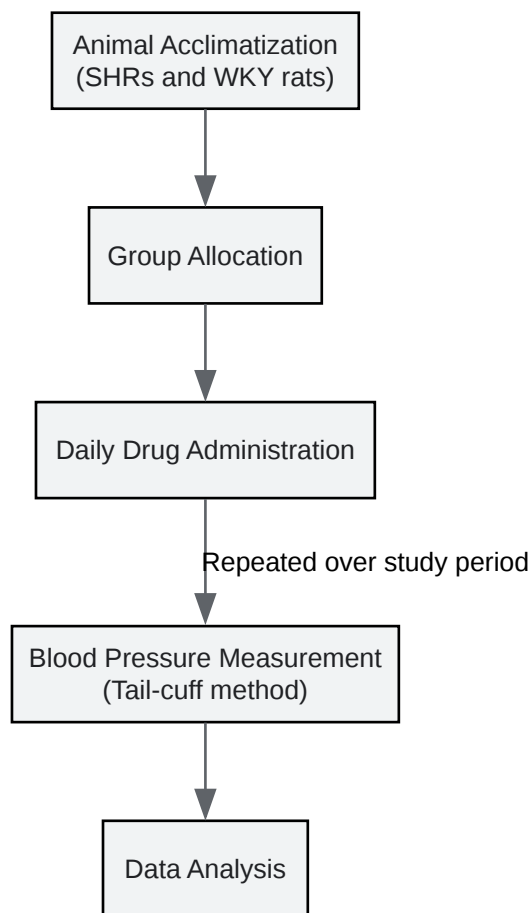 Animal Acclimatization
(SHRs and WKY rats)
Group Allocation
Daily Drug Administration
Repeated over study period
Blood Pressure Measurement
(Tail-cuff method)
Data Analysis